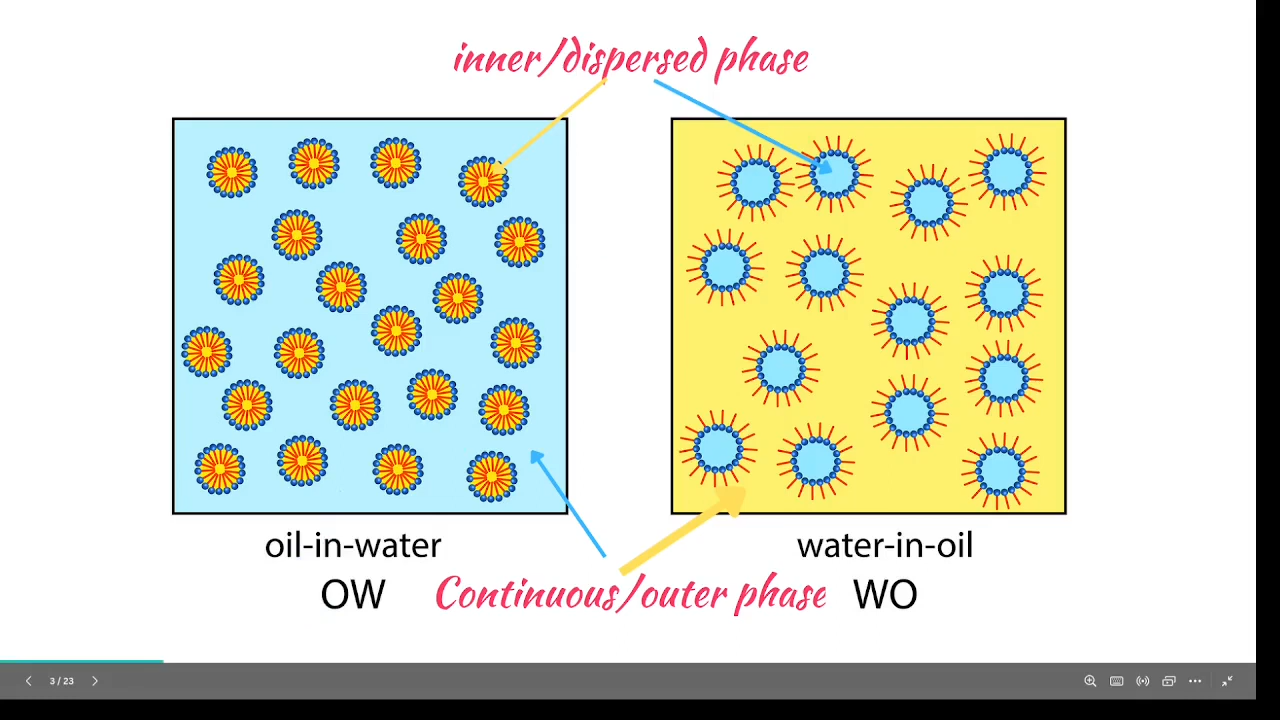 inner/dispersed phase
oil-in-water
water-in-oil
OW
Continuous/outer phase
WO
3 / 23